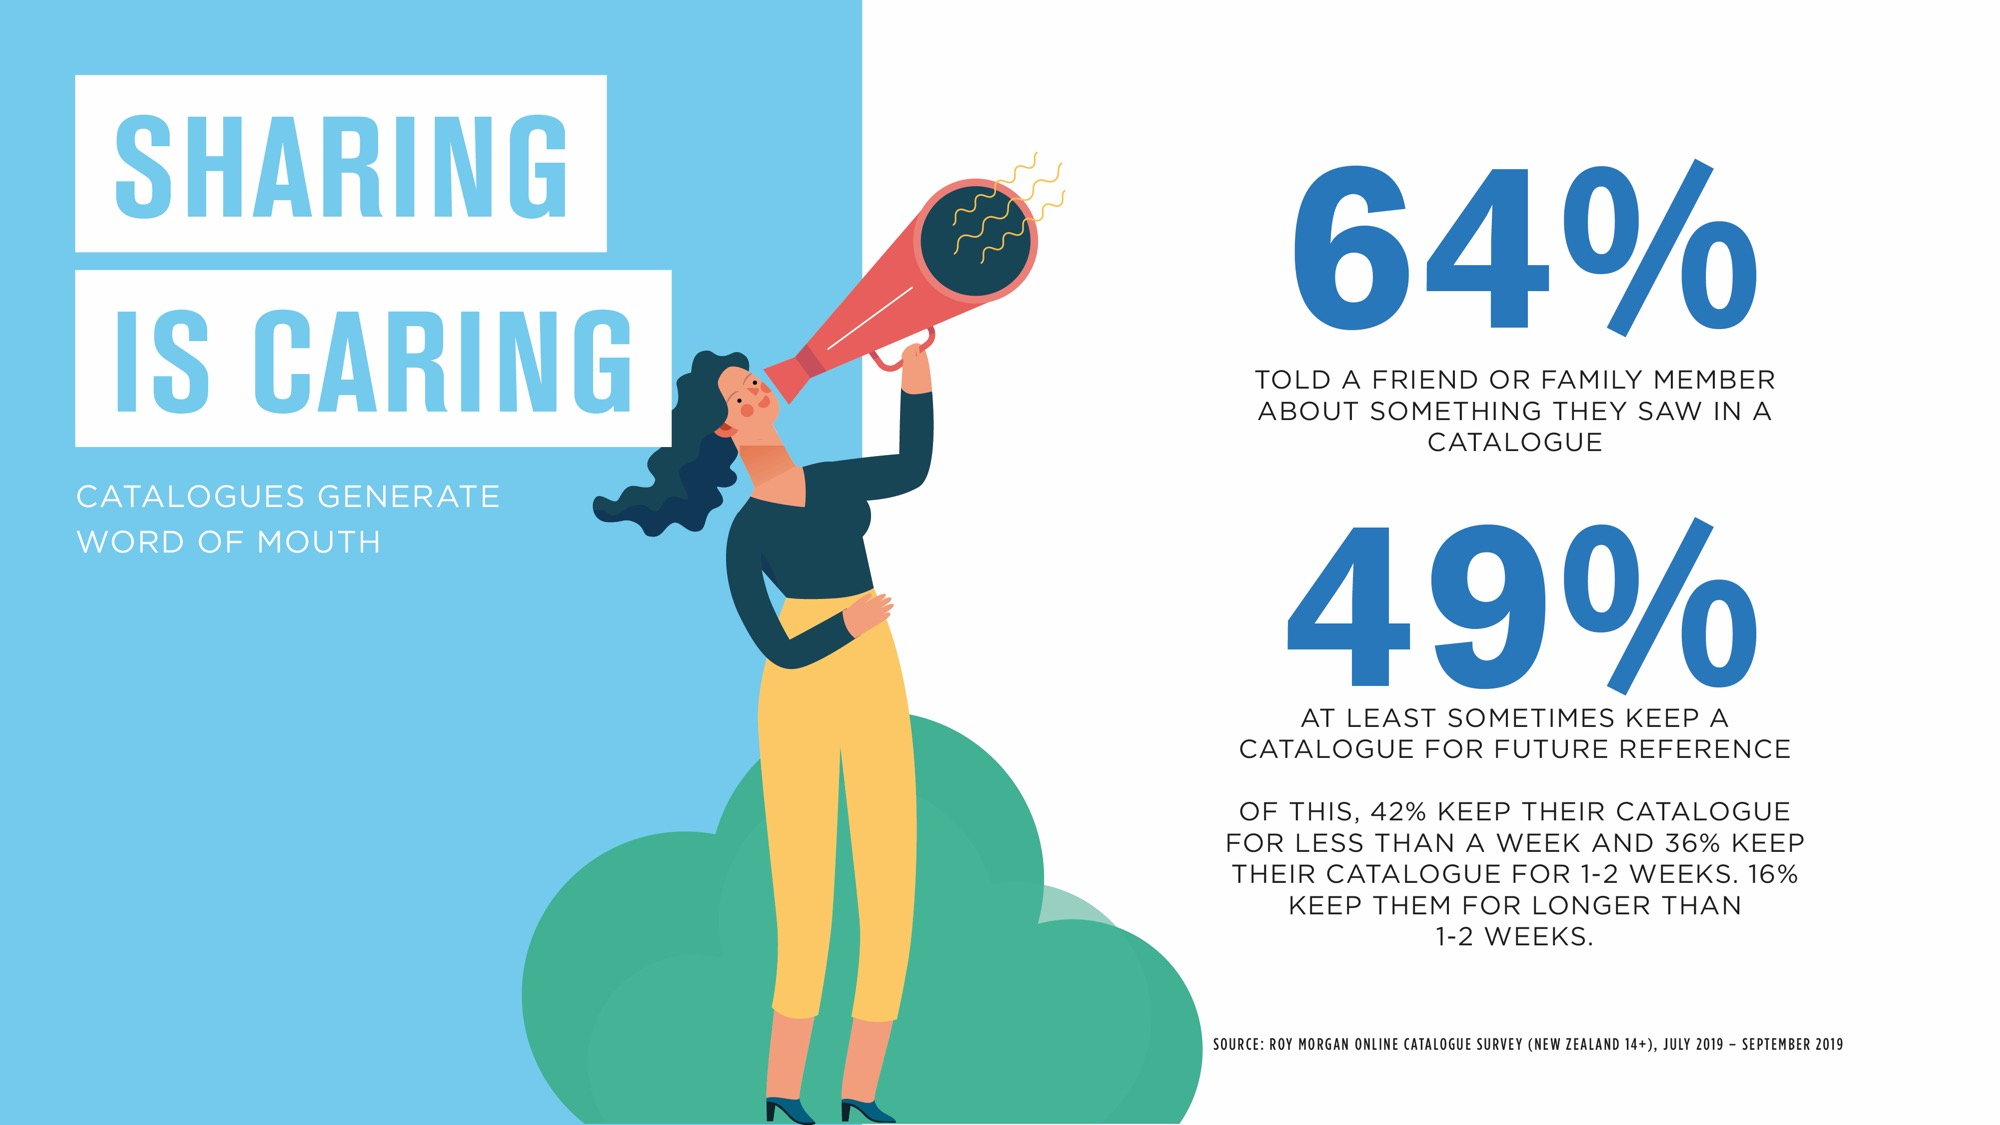 SHARING
IS CARING
CATALOGUES GENERATE
WORD OF MOUTH
64%
TOLD A FRIEND OR FAMILY MEMBER
ABOUT SOMETHING THEY SAW IN A
CATALOGUE
49%
AT LEAST SOMETIMES KEEP A
CATALOGUE FOR FUTURE REFERENCE
OF THIS, 42% KEEP THEIR CATALOGUE
FOR LESS THAN A WEEK AND 36% KEEP
THEIR CATALOGUE FOR 1-2 WEEKS. 16%
KEEP THEM FOR LONGER THAN
1-2 WEEKS.
SOURCE: ROY MORGAN ONLINE CATALOGUE SURVEY (NEW ZEALAND 14+), JULY 2019 – SEPTEMBER 2019